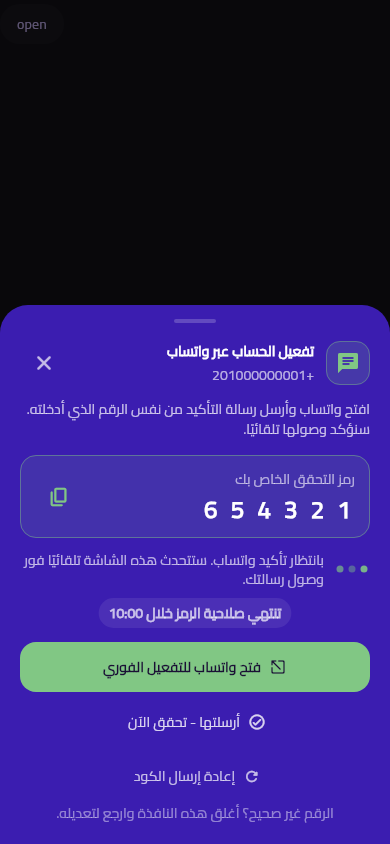 open
تفعيل الحساب عبر واتساب
201000000001+
افتح واتساب وأرسل رسالة التأكيد من نفس الرقم الذي أدخلته.
سنؤكد وصولها تلقائيًا.
رمز التحقق الخاص بك
6 5 4 3 2 1
بانتظار تأكيد واتساب. ستتحدث هذه الشاشة تلقائيًا فور
وصول رسالتك.
تنتهي صلاحية الرمز خلال 10:00
فتح واتساب للتفعيل الفوري
أرسلتها - تحقق الآن
إعادة إرسال الكود
الرقم غير صحيح؟ أغلق هذه النافذة وارجع لتعديله.